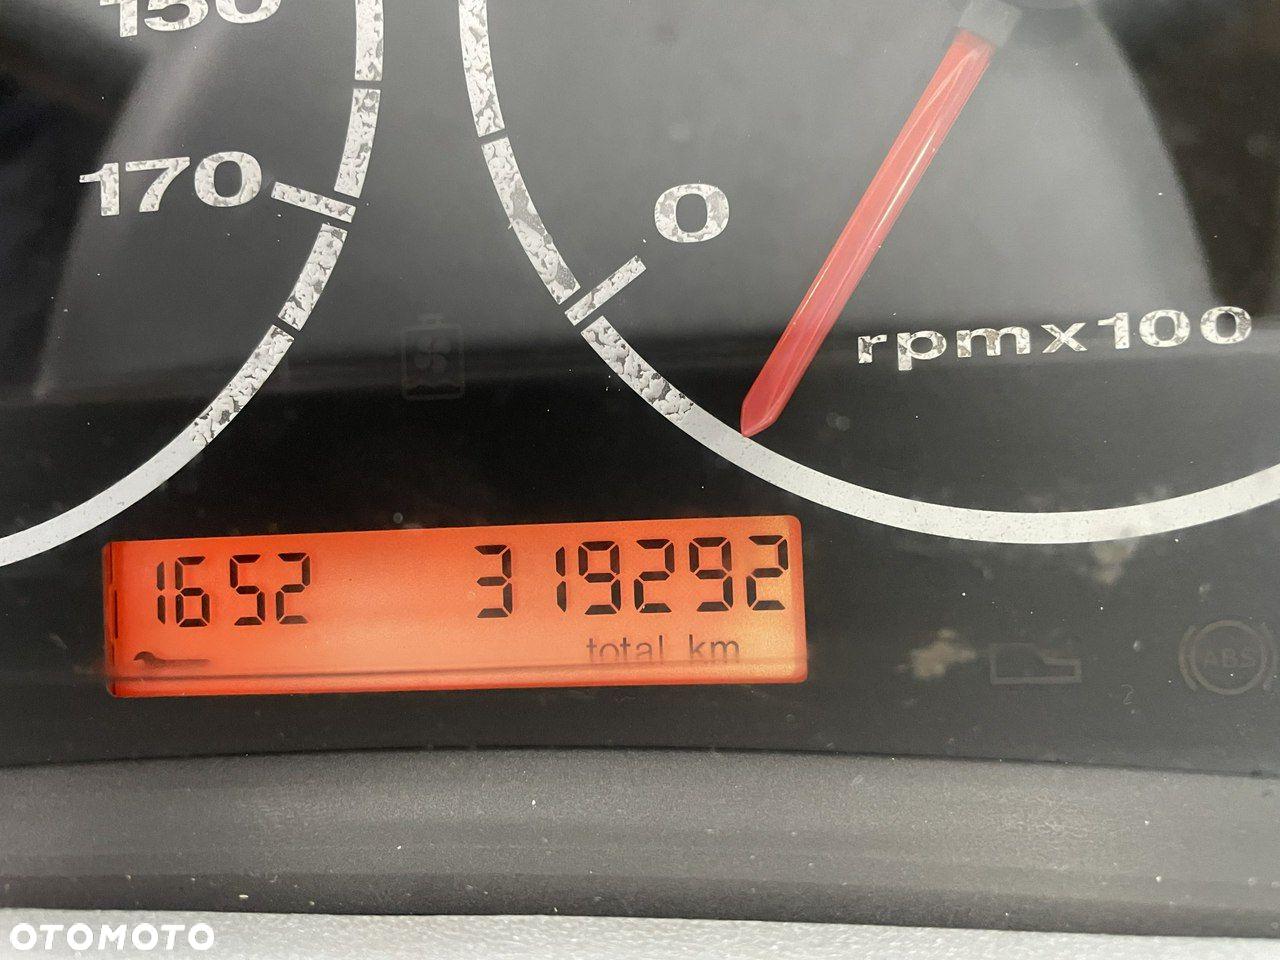 150
170
0
rpmx100
1652 319292
total km
ABS
OTOMOTO